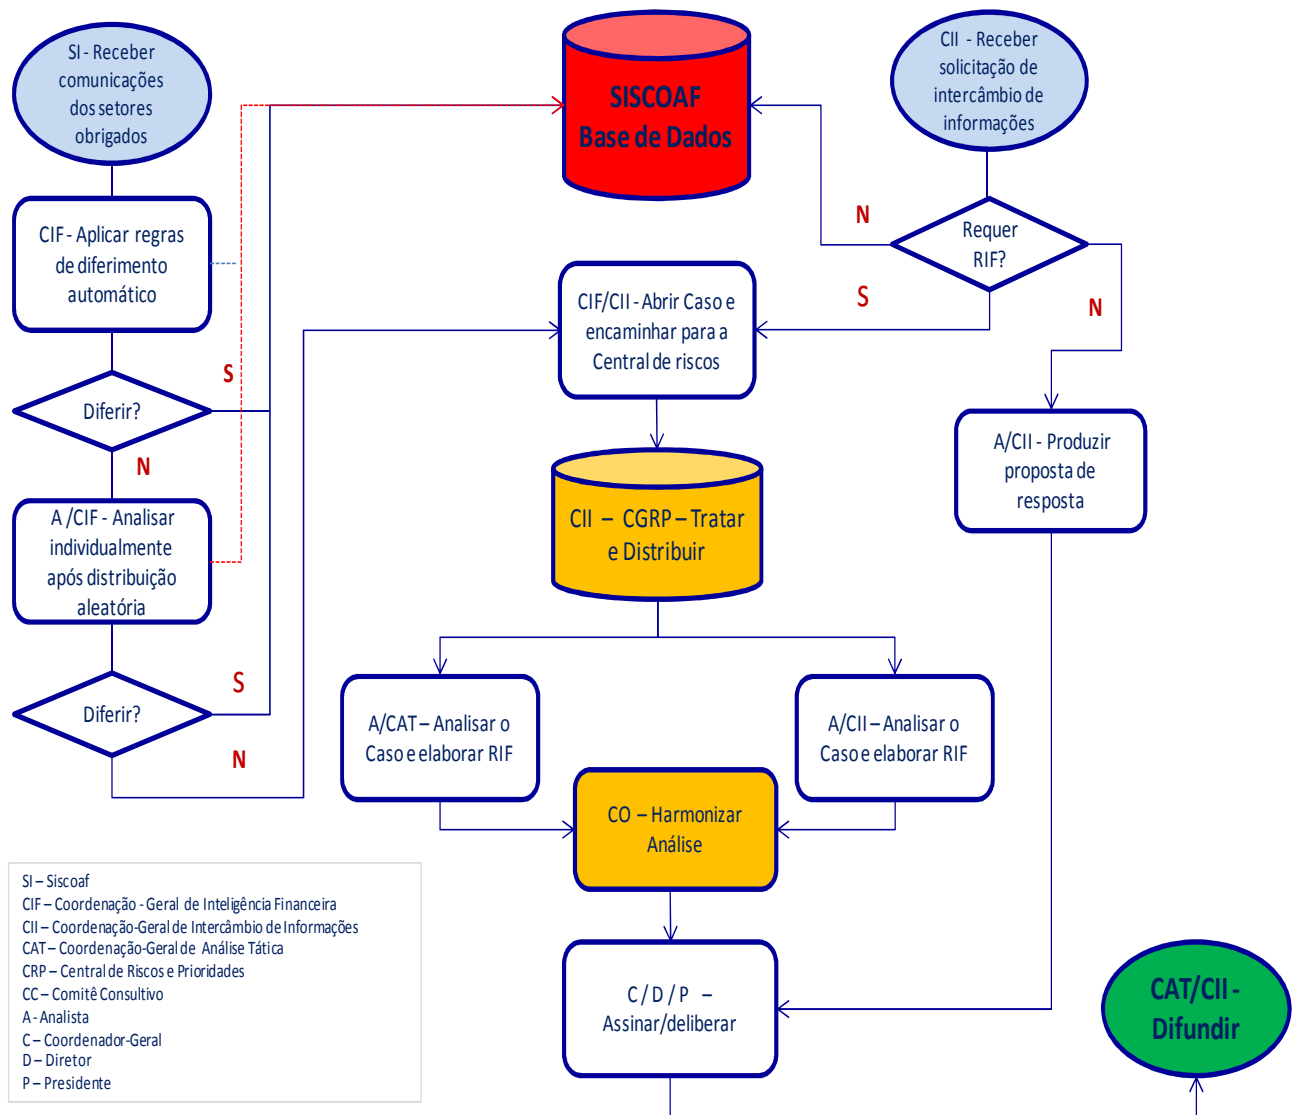 SI - Receber
comunicações
dos setores
obrigados
SISCOAF
Base de Dados
CII - Receber
solicitação de
intercâmbio de
informações
CIF - Aplicar regras
de diferimento
automático
N
Requer
RIF?
CIF/CII - Abrir Caso e
encaminhar para a
Central de riscos
S
N
S
Diferir?
N
A/CII - Produzir
proposta de
resposta
A /CIF - Analisar
individualmente
após distribuição
aleatória
CII – CGRP – Tratar
e Distribuir
S
Diferir?
N
A/CAT – Analisar o
Caso e elaborar RIF
A/CII – Analisar o
Caso e elaborar RIF
CO – Harmonizar
Análise
SI – Siscoaf
CIF – Coordenação - Geral de Inteligência Financeira
CII – Coordenação-Geral de Intercâmbio de Informações
CAT – Coordenação-Geral de Análise Tática
CRP – Central de Riscos e Prioridades
CC – Comitê Consultivo
A - Analista
C – Coordenador-Geral
D – Diretor
P – Presidente
C / D / P –
Assinar/deliberar
CAT/CII -
Difundir